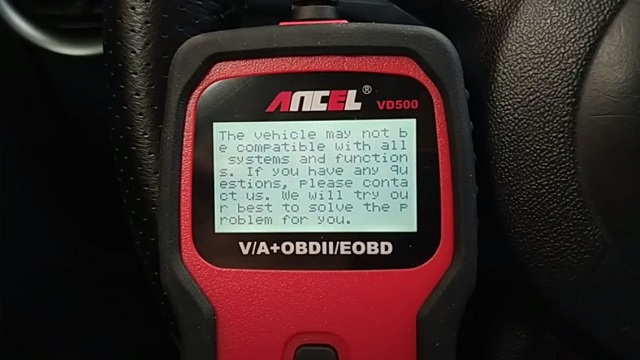 ANCEL®
VD500
The vehicle may not b
e compatible with all
systems and function
s. If you have any qu
estions, please conta
ct us. We will try ou
r best to solve the p
roblem for you.
V/A+OBDII/EOBD